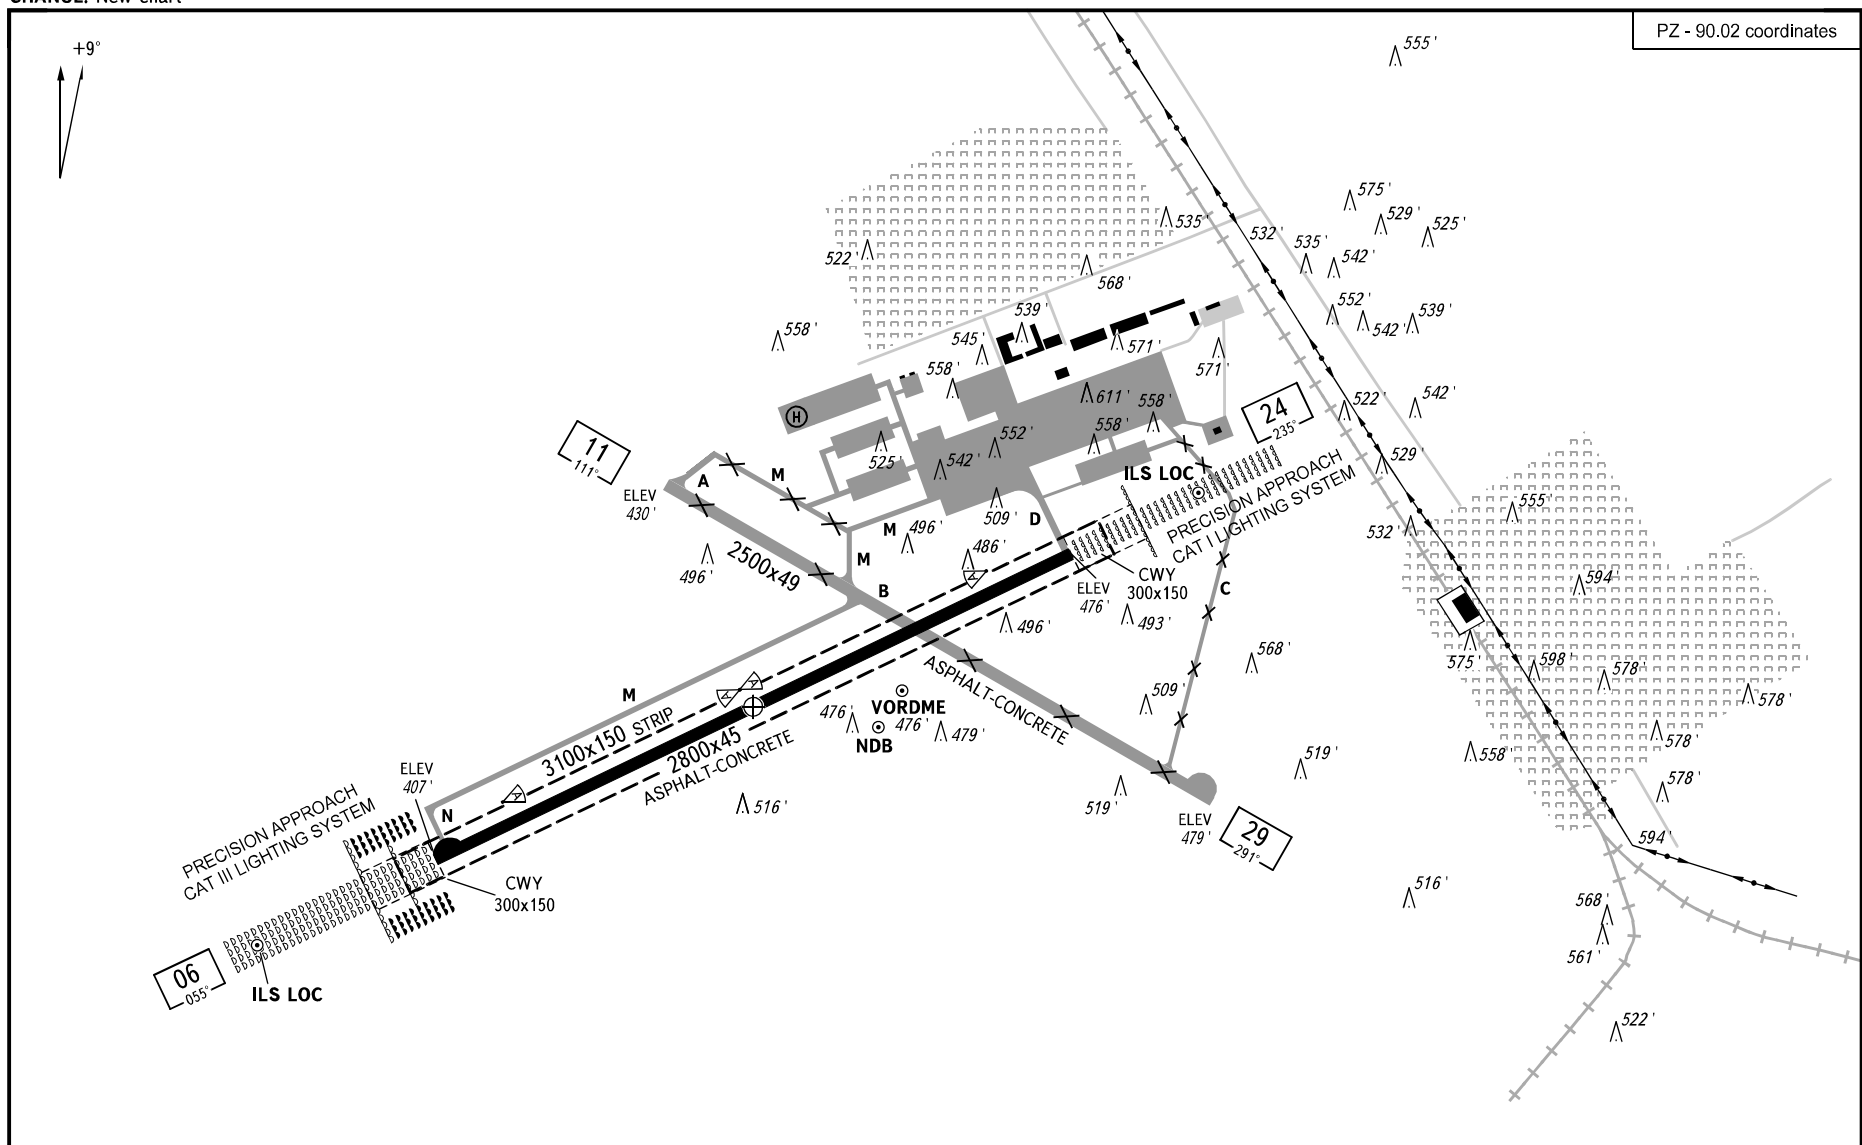 CHANGE: New chart
PZ - 90.02 coordinates
+9°
555'
575'
529'
525'
535'
532'
535'
542'
522'
568'
552'
542'
539'
558'
539'
545'
571'
571'
558'
611'
558'
542'
522'
24
235°
558'
552'
H
11
111°
525'
542'
529'
ILS LOC
A
M
ELEV
430'
PRECISION APPROACH
CAT I LIGHTING SYSTEM
555'
509'
D
M
496'
532'
486'
M
496'
2500x49
CWY
300x150
ELEV
476'
B
C
594'
496'
493'
568'
575'
598'
578'
578'
ASPHALT-CONCRETE
M
509'
VORDME
476'
476'
479'
NDB
578'
558'
3100x150 STRIP
2800x45
ASPHALT-CONCRETE
519'
578'
ELEV
407'
516'
519'
N
ELEV
479'
29
291°
594'
PRECISION APPROACH
CAT III LIGHTING SYSTEM
CWY
300x150
516'
568'
561'
06
055°
ILS LOC
522'